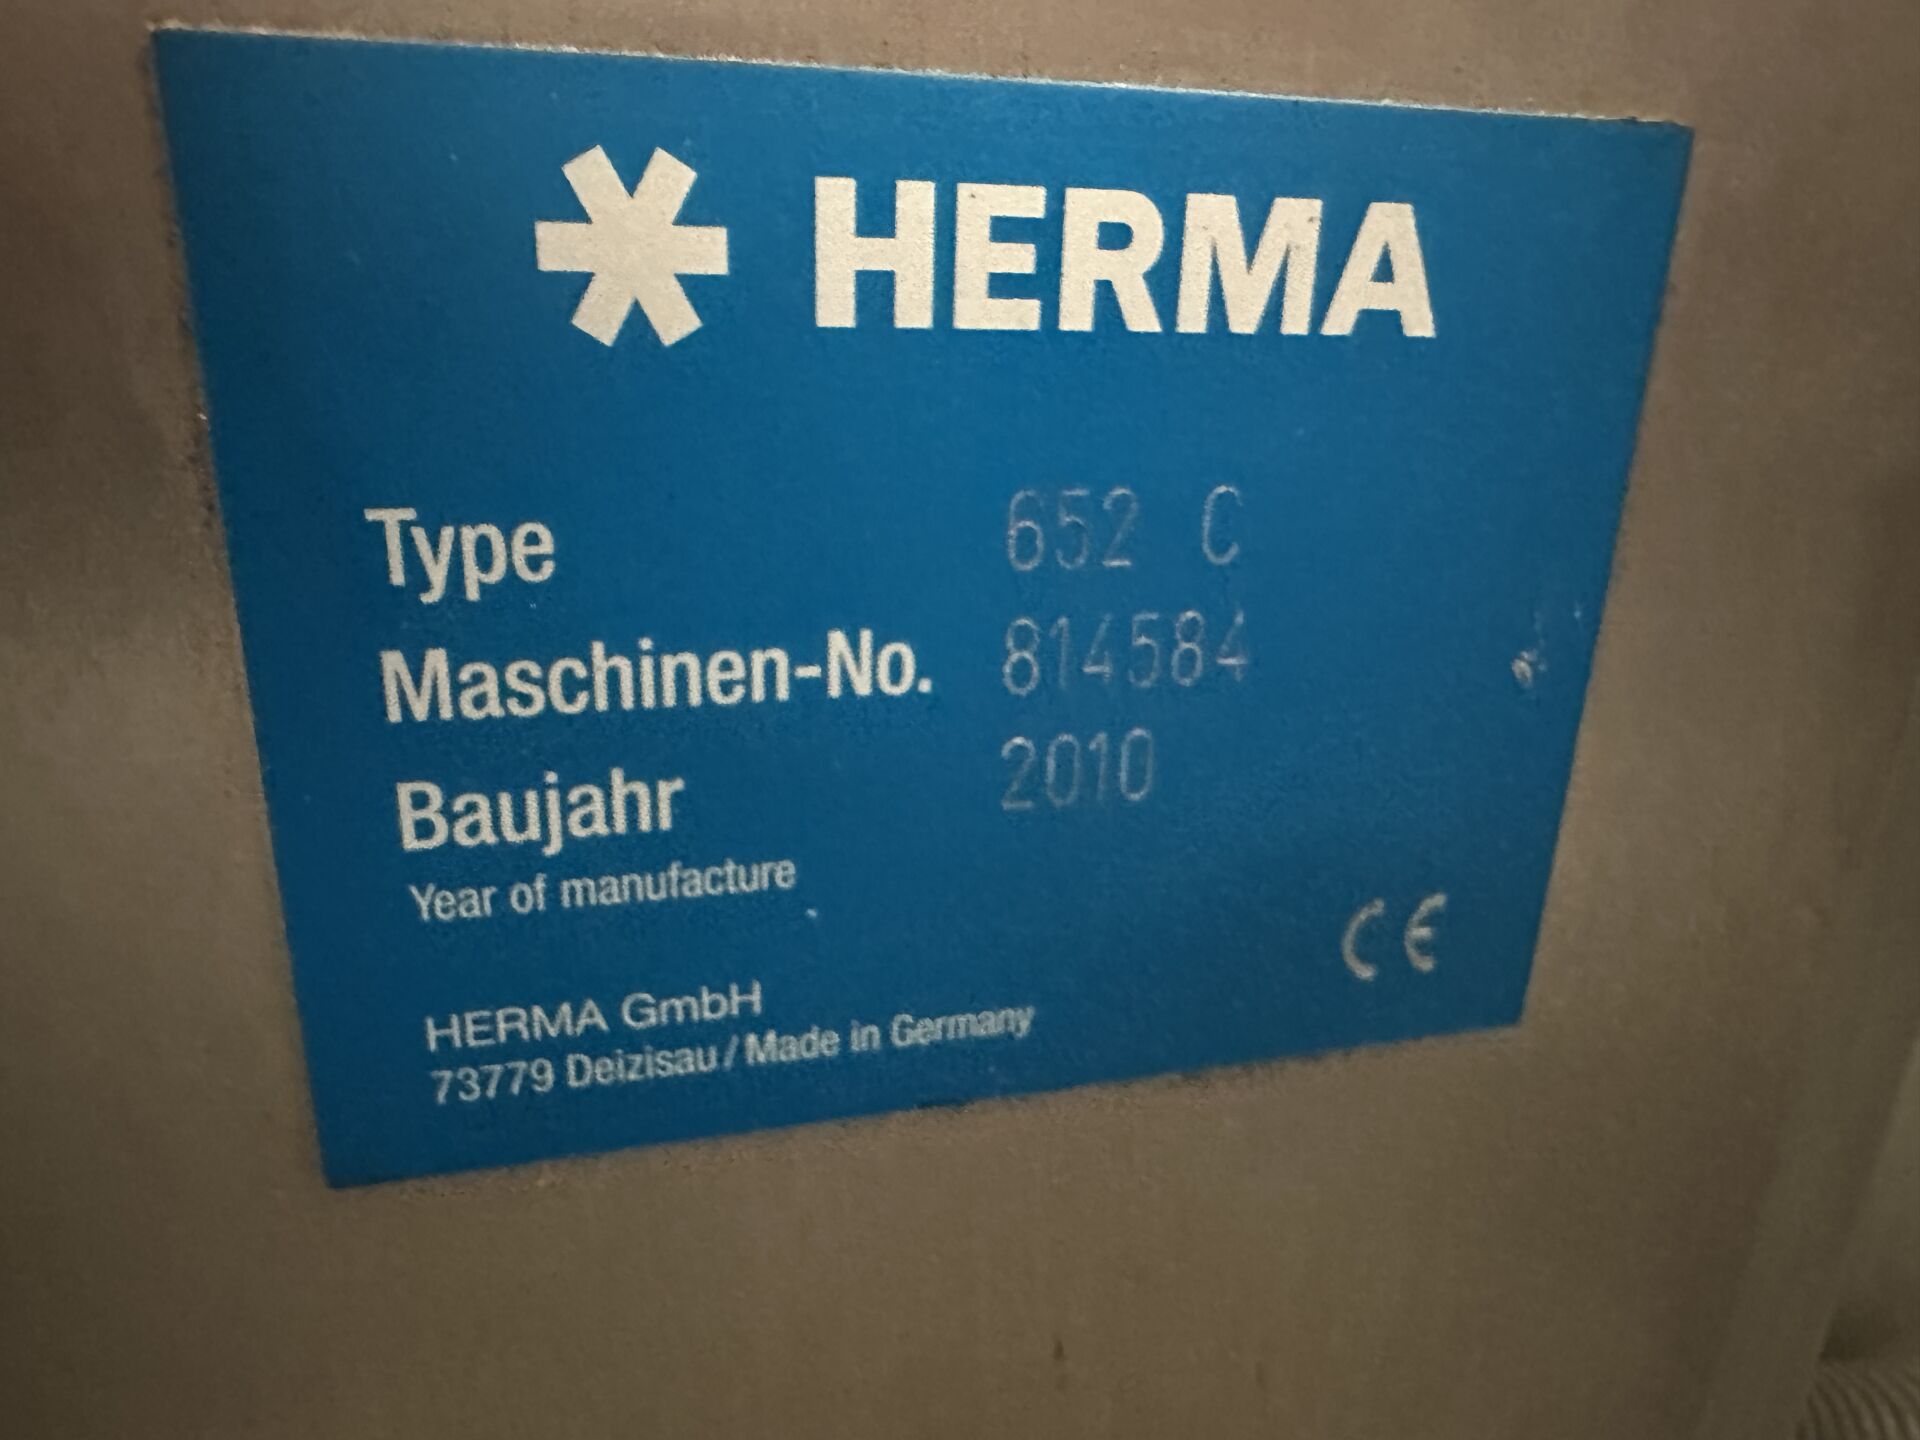 HERMA
Type 652 C
Maschinen-No. 814584
Baujahr 2010
Year of manufacture
CE
HERMA GmbH
73779 Deizisau / Made in Germany